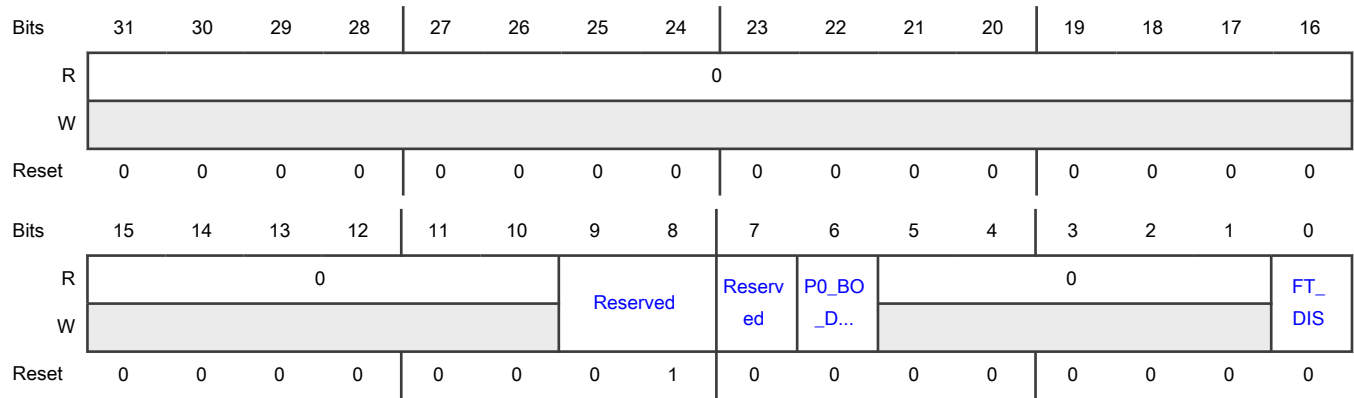 Bits 31 30 29 28 27 26 25 24 23 22 21 20 19 18 17 16
R 0
W
Reset 0 0 0 0 0 0 0 0 0 0 0 0 0 0 0 0
Bits 15 14 13 12 11 10 9 8 7 6 5 4 3 2 1 0
R 0 Reserved Reserv P0_BO 0 FT_
W ed _D... DIS
Reset 0 0 0 0 0 0 0 1 0 0 0 0 0 0 0 0